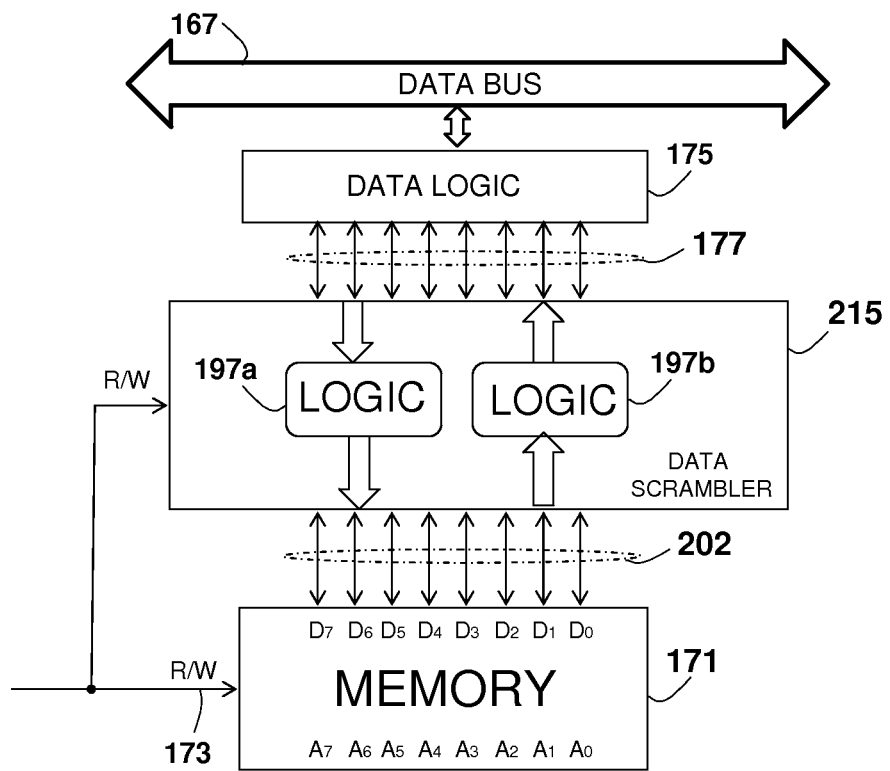 167
DATA BUS
175
DATA LOGIC
177
215
197a
197b
R/W
LOGIC
LOGIC
DATA
SCRAMBLER
202
D7 D6 D5 D4 D3 D2 D1 D0
R/W
MEMORY
171
173
A7 A6 A5 A4 A3 A2 A1 A0